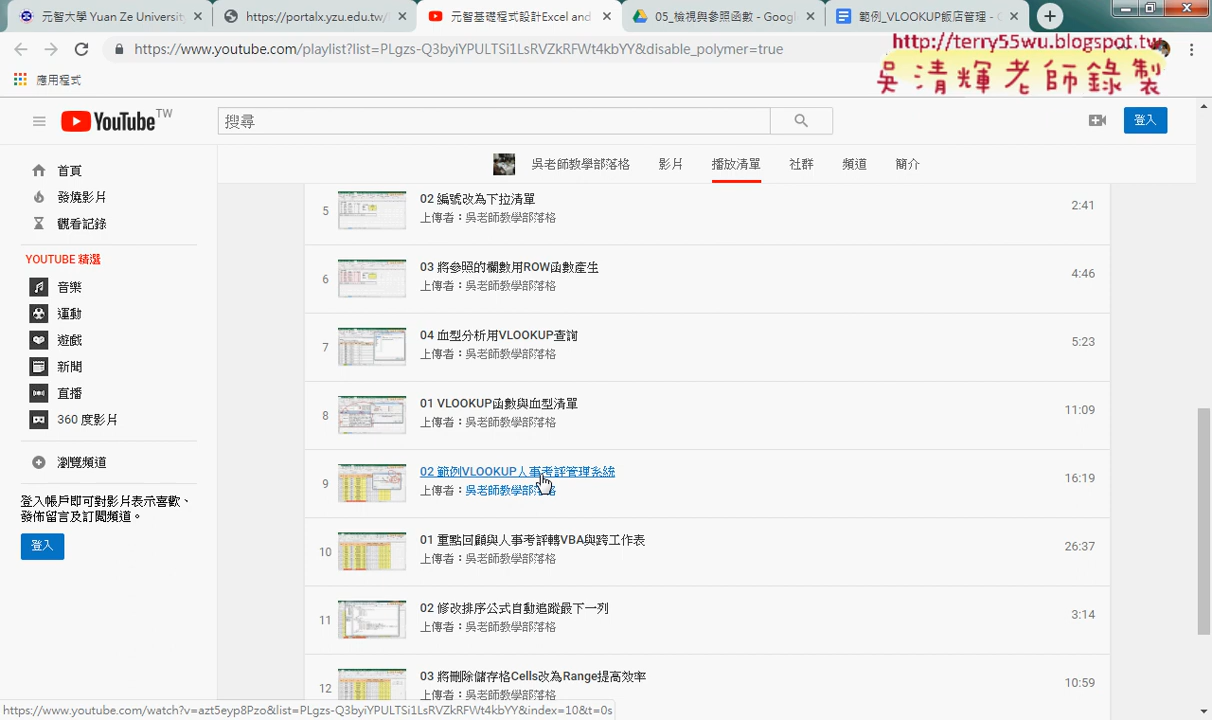 元智大學 Yuan Ze Universit
https://portalx.yzu.edu.tw/
元智基礎程式設計Excel and
05_檢視與參照函數 - Googl
範例_VLOOKUP飯店管理 - G
https://www.youtube.com/playlist?list=PLgzs-Q3byiYPULTSi1LsRVZkRFWt4kbYY&disable_polymer=true
http://terry55wu.blogspot.tw
吳清輝老師錄製
應用程式
YouTube TW
搜尋
登入
首頁
發燒影片
觀看記錄
YOUTUBE 精選
音樂
運動
遊戲
新聞
直播
360 度影片
瀏覽頻道
登入帳戶即可對影片表示喜歡、
發佈留言及訂閱頻道。
登入
吳老師教學部落格
影片
播放清單
社群
頻道
簡介
5
02 編號改為下拉清單
上傳者：吳老師教學部落格
2:41
6
03 將參照的欄數用ROW函數產生
上傳者：吳老師教學部落格
4:46
7
04 血型分析用VLOOKUP查詢
上傳者：吳老師教學部落格
5:23
8
01 VLOOKUP函數與血型清單
上傳者：吳老師教學部落格
11:09
9
02 範例VLOOKUP人事考評管理系統
上傳者：吳老師教學部落格
16:19
10
01 重點回顧與人事考評轉VBA與跨工作表
上傳者：吳老師教學部落格
26:37
11
02 修改排序公式自動追蹤最下一列
上傳者：吳老師教學部落格
3:14
12
03 將刪除儲存格Cells改為Range提高效率
上傳者：吳老師教學部落格
10:59
https://www.youtube.com/watch?v=azt5eyp8Pzo&list=PLgzs-Q3byiYPULTSi1LsRVZkRFWt4kbYY&index=10&t=0s